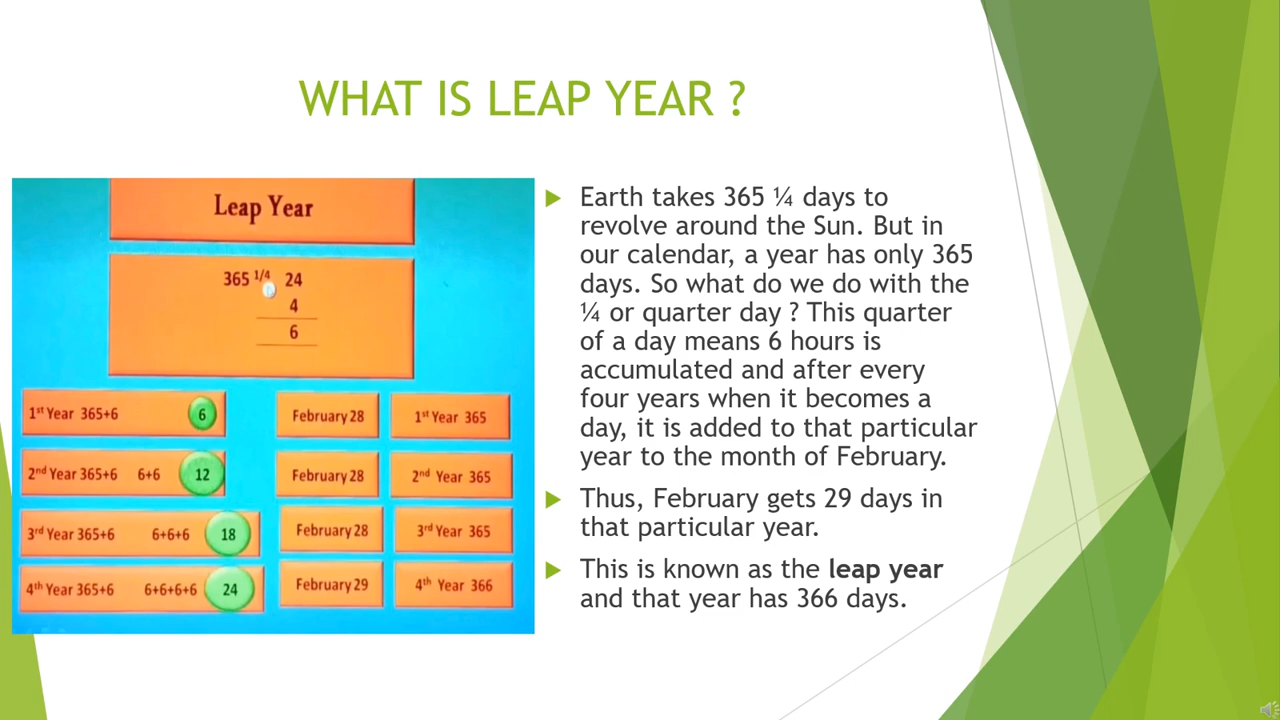 WHAT IS LEAP YEAR ?
Leap Year
365 1/4 24
4
6
1st Year 365+6 6 February 28 1st Year 365
2nd Year 365+6 6+6 12 February 28 2nd Year 365
3rd Year 365+6 6+6+6 18 February 28 3rd Year 365
4th Year 365+6 6+6+6+6 24 February 29 4th Year 366
Earth takes 365 ¼ days to
revolve around the Sun. But in
our calendar, a year has only 365
days. So what do we do with the
¼ or quarter day ? This quarter
of a day means 6 hours is
accumulated and after every
four years when it becomes a
day, it is added to that particular
year to the month of February.
Thus, February gets 29 days in
that particular year.
This is known as the leap year
and that year has 366 days.